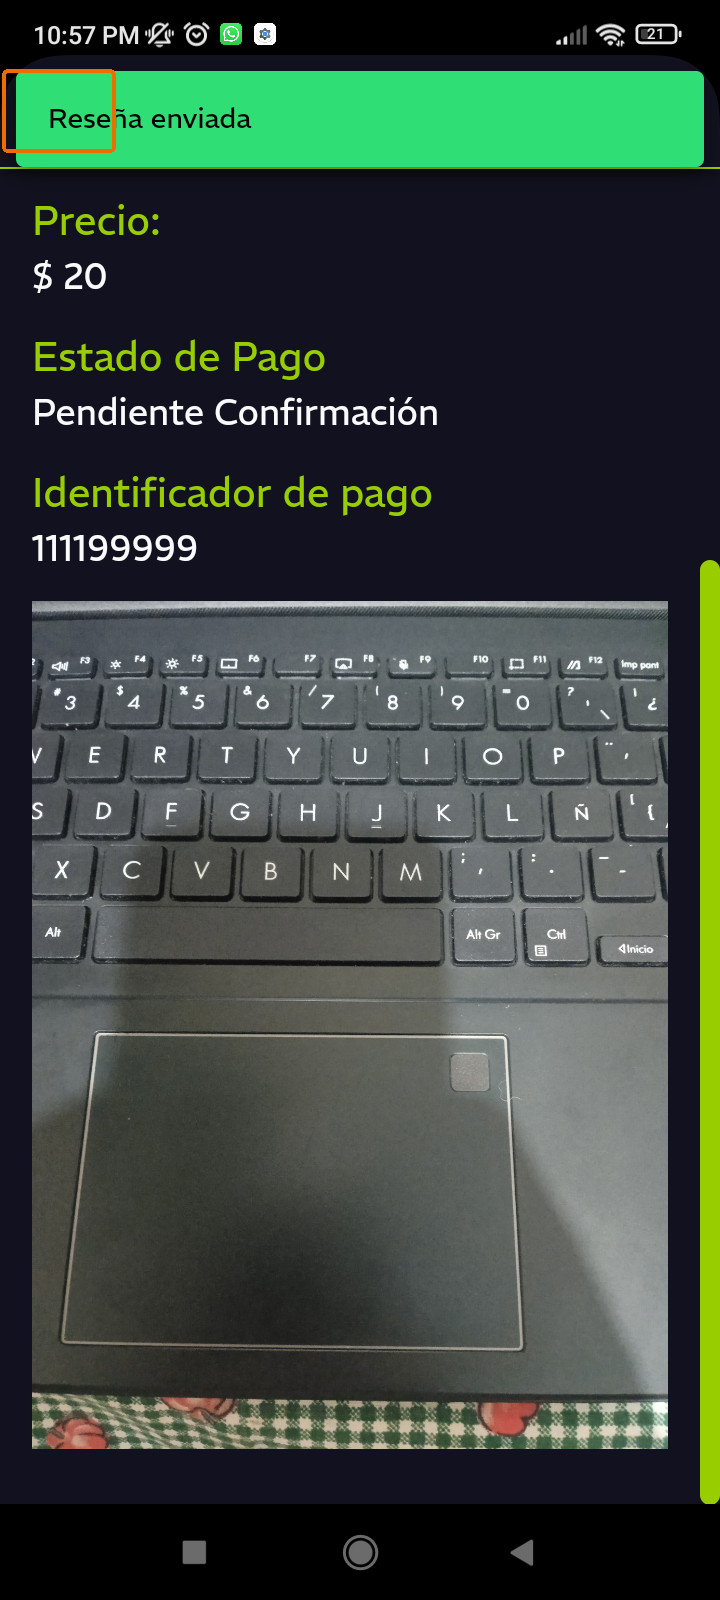 10:57 PM 21
Reseña enviada
Precio:
$ 20
Estado de Pago
Pendiente Confirmación
Identificador de pago
111199999
F3 F4 F5 F6 F7 F8 F9 F10 F11 F12 Imp pant
# 3 $ 4 % 5 & 6 / 7 ( 8 ) 9 = 0 ? ' \ ¡ ¿
E R T Y U I O P ¨ ´
S D F G H J K L Ñ [ {
X C V B N M ; , : . _ -
Alt Alt Gr Ctrl Inicio